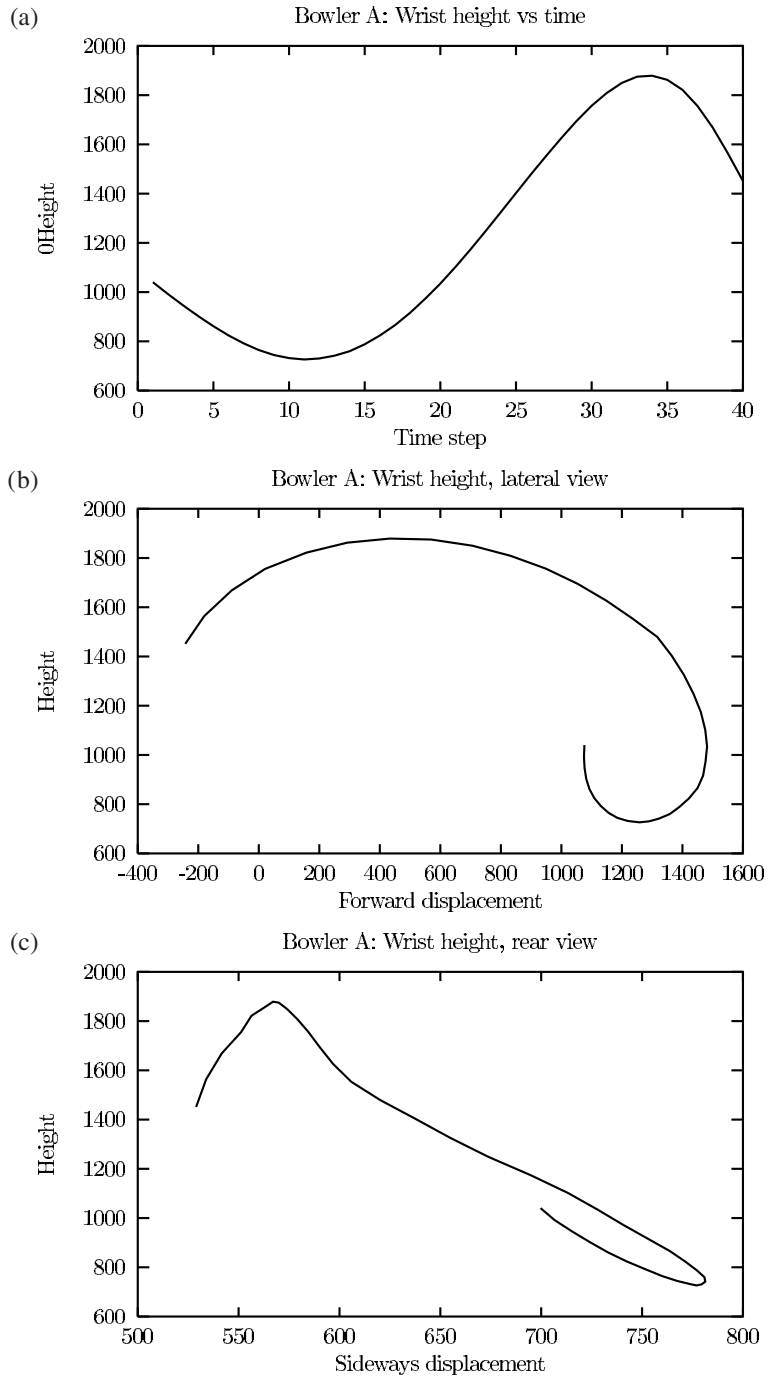 (a)
Bowler A: Wrist height vs time
2000
1800
1600
1400
1200
1000
800
600
0Height
0 5 10 15 20 25 30 35 40
Time step
(b)
Bowler A: Wrist height, lateral view
2000
1800
1600
1400
1200
1000
800
600
Height
-400 -200 0 200 400 600 800 1000 1200 1400 1600
Forward displacement
(c)
Bowler A: Wrist height, rear view
2000
1800
1600
1400
1200
1000
800
600
Height
500 550 600 650 700 750 800
Sideways displacement